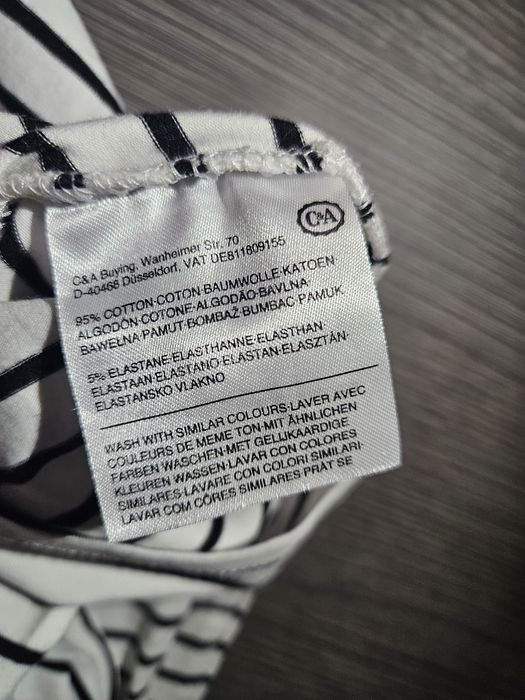 C&A
C&A Buying, Wanheimer Str. 70
D-40468 Düsseldorf, VAT DE811809155
95% COTTON·COTON·BAUMWOLLE·KATOEN·
ALGODÓN·COTONE·ALGODÃO·BAVLNA·
BAWEŁNA·PAMUT·BOMBAŽ·BUMBAC·PAMUK
5% ELASTANE·ELASTHANNE·ELASTHAN·
ELASTAAN·ELASTANO·ELASTAN·ELASZTÁN·
ELASTANSKO VLAKNO
WASH WITH SIMILAR COLOURS·LAVER AVEC
COULEURS DE MEME TON·MIT ÄHNLICHEN
FARBEN WASCHEN·MET GELIJKAARDIGE
KLEUREN WASSEN·LAVAR CON COLORES
SIMILARES·LAVARE CON COLORI SIMILARI·
LAVAR COM CÔRES SIMILARES·PRAT SE